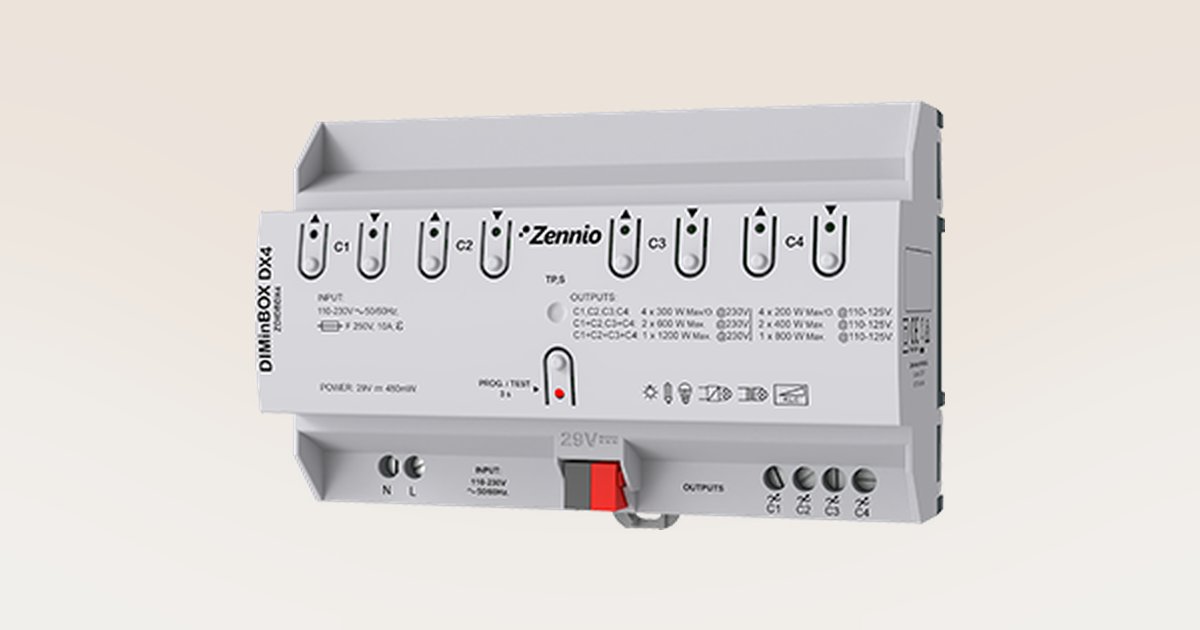 C1
C2
Zennio
C3
C4
DIMinBOX DX4
TP,S
INPUT:
110-230V ~ 50/60Hz,
F 250V, 10A,
OUTPUTS:
C1,C2,C3,C4: 4 x 300 W Max/O. @230V 4 x 200 W Max/O. @110-125V.
C1+C2,C3+C4: 2 x 600 W Max. @230V 2 x 400 W Max. @110-125V.
C1+C2+C3+C4: 1 x 1200 W Max. @230V 1 x 800 W Max. @110-125V.
POWER: 29V 480mW.
PROG. / TEST
3 s
29V
N L
INPUT:
110-230V
~50/60Hz.
OUTPUTS
C1 C2 C3 C4